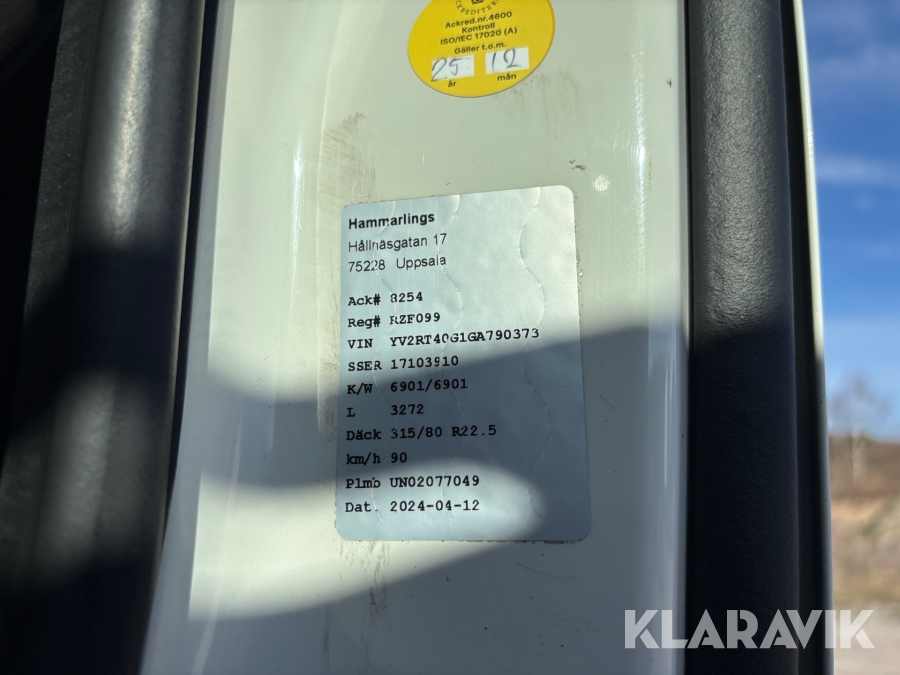 Ackred.nr.4600
Kontroll
ISO/IEC 17020 (A)
Gäller t.o.m.
25 12
år mån
Hammarlings
Hållnäsgatan 17
75228 Uppsala
Ack# 8254
Reg# RZF099
VIN YV2RT40G1GA790373
SSER 17103910
K/W 6901/6901
L 3272
Däck 315/80 R22.5
km/h 90
Plmb UN02077049
Dat. 2024-04-12
KLARAVIK